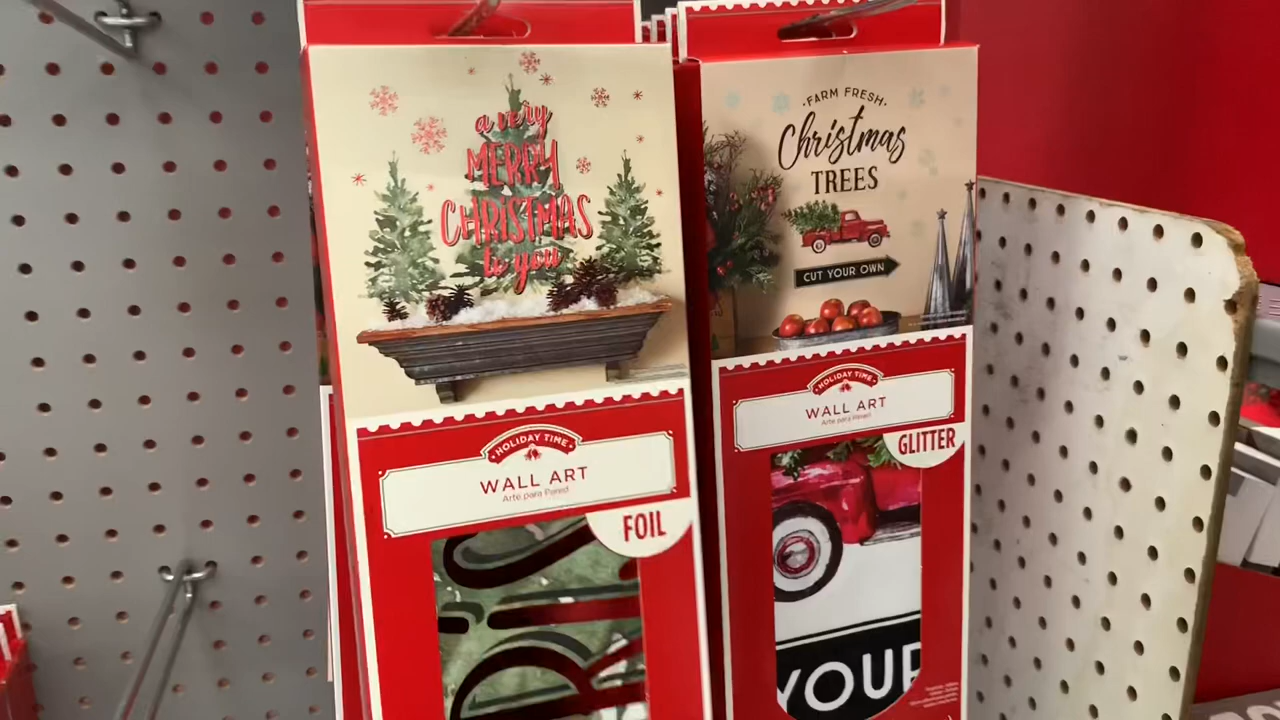 a very
MERRY
CHRISTMAS
to you
HOLIDAY TIME
WALL ART
Arte para Pared
FOIL
·FARM FRESH·
Christmas
TREES
CUT YOUR OWN
HOLIDAY TIME
WALL ART
Arte para Pared
GLITTER
YOUR